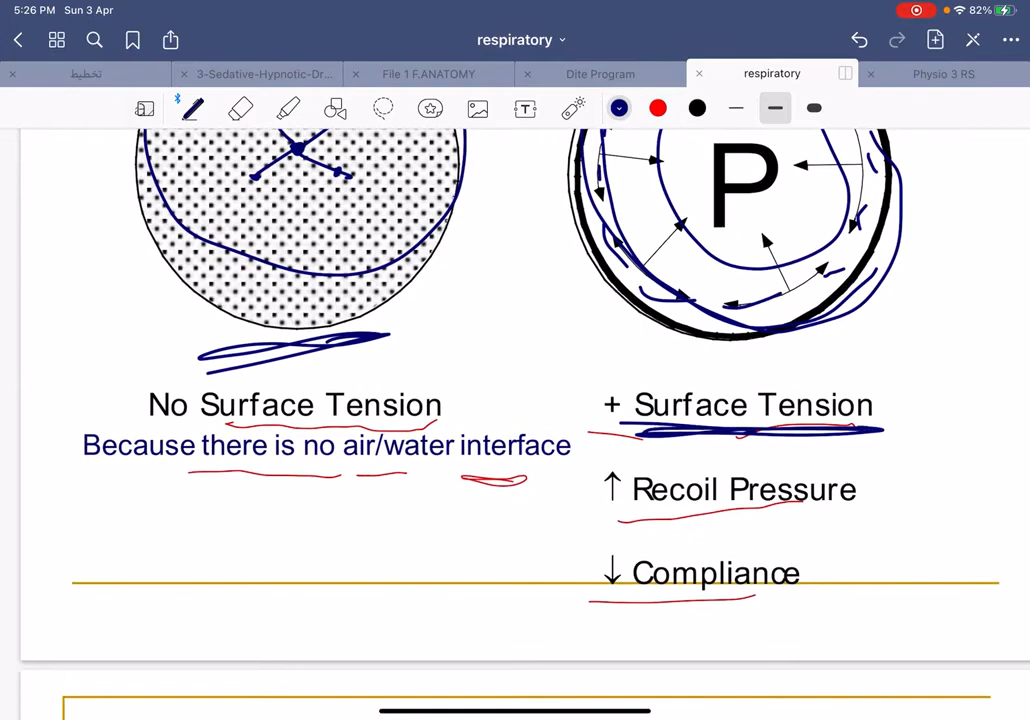 5:26 PM Sun 3 Apr 82%
respiratory
تخطيط
3-Sedative-Hypnotic-Dr...
File 1 F.ANATOMY
Dite Program
respiratory
Physio 3 RS
T
P
No Surface Tension
Because there is no air/water interface
+ Surface Tension
↑ Recoil Pressure
↓ Compliance